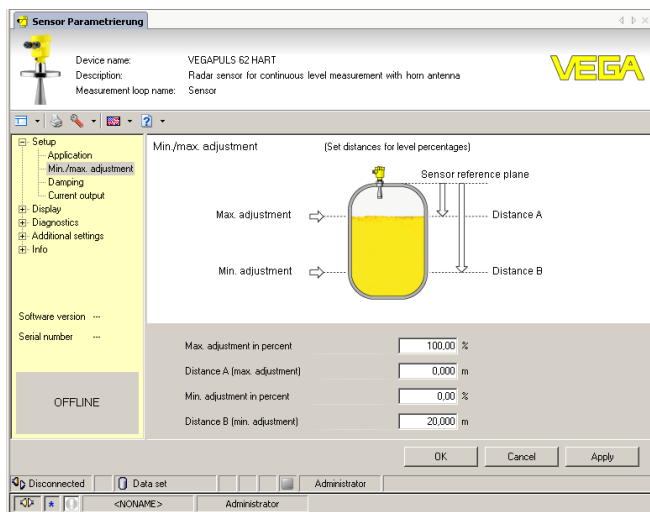 Sensor Parametrierung
Device name: VEGAPULS 62 HART
Description: Radar sensor for continuous level measurement with horn antenna
Measurement loop name: Sensor
VEGA
Setup
Application
Min./max. adjustment
Damping
Current output
Display
Diagnostics
Additional settings
Info
Software version ---
Serial number ---
OFFLINE
Min./max. adjustment (Set distances for level percentages)
Sensor reference plane
Max. adjustment Distance A
Min. adjustment Distance B
Max. adjustment in percent 100,00 %
Distance A (max. adjustment) 0,000 m
Min. adjustment in percent 0,00 %
Distance B (min. adjustment) 20,000 m
OK Cancel Apply
Disconnected Data set Administrator
<NONAME> Administrator